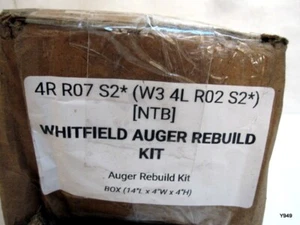 4R R07 S2* (W3 4L R02 S2*)
[NTB]
WHITFIELD AUGER REBUILD
KIT
Auger Rebuild Kit
BOX (14"L x 4"W x 4"H)
Y949